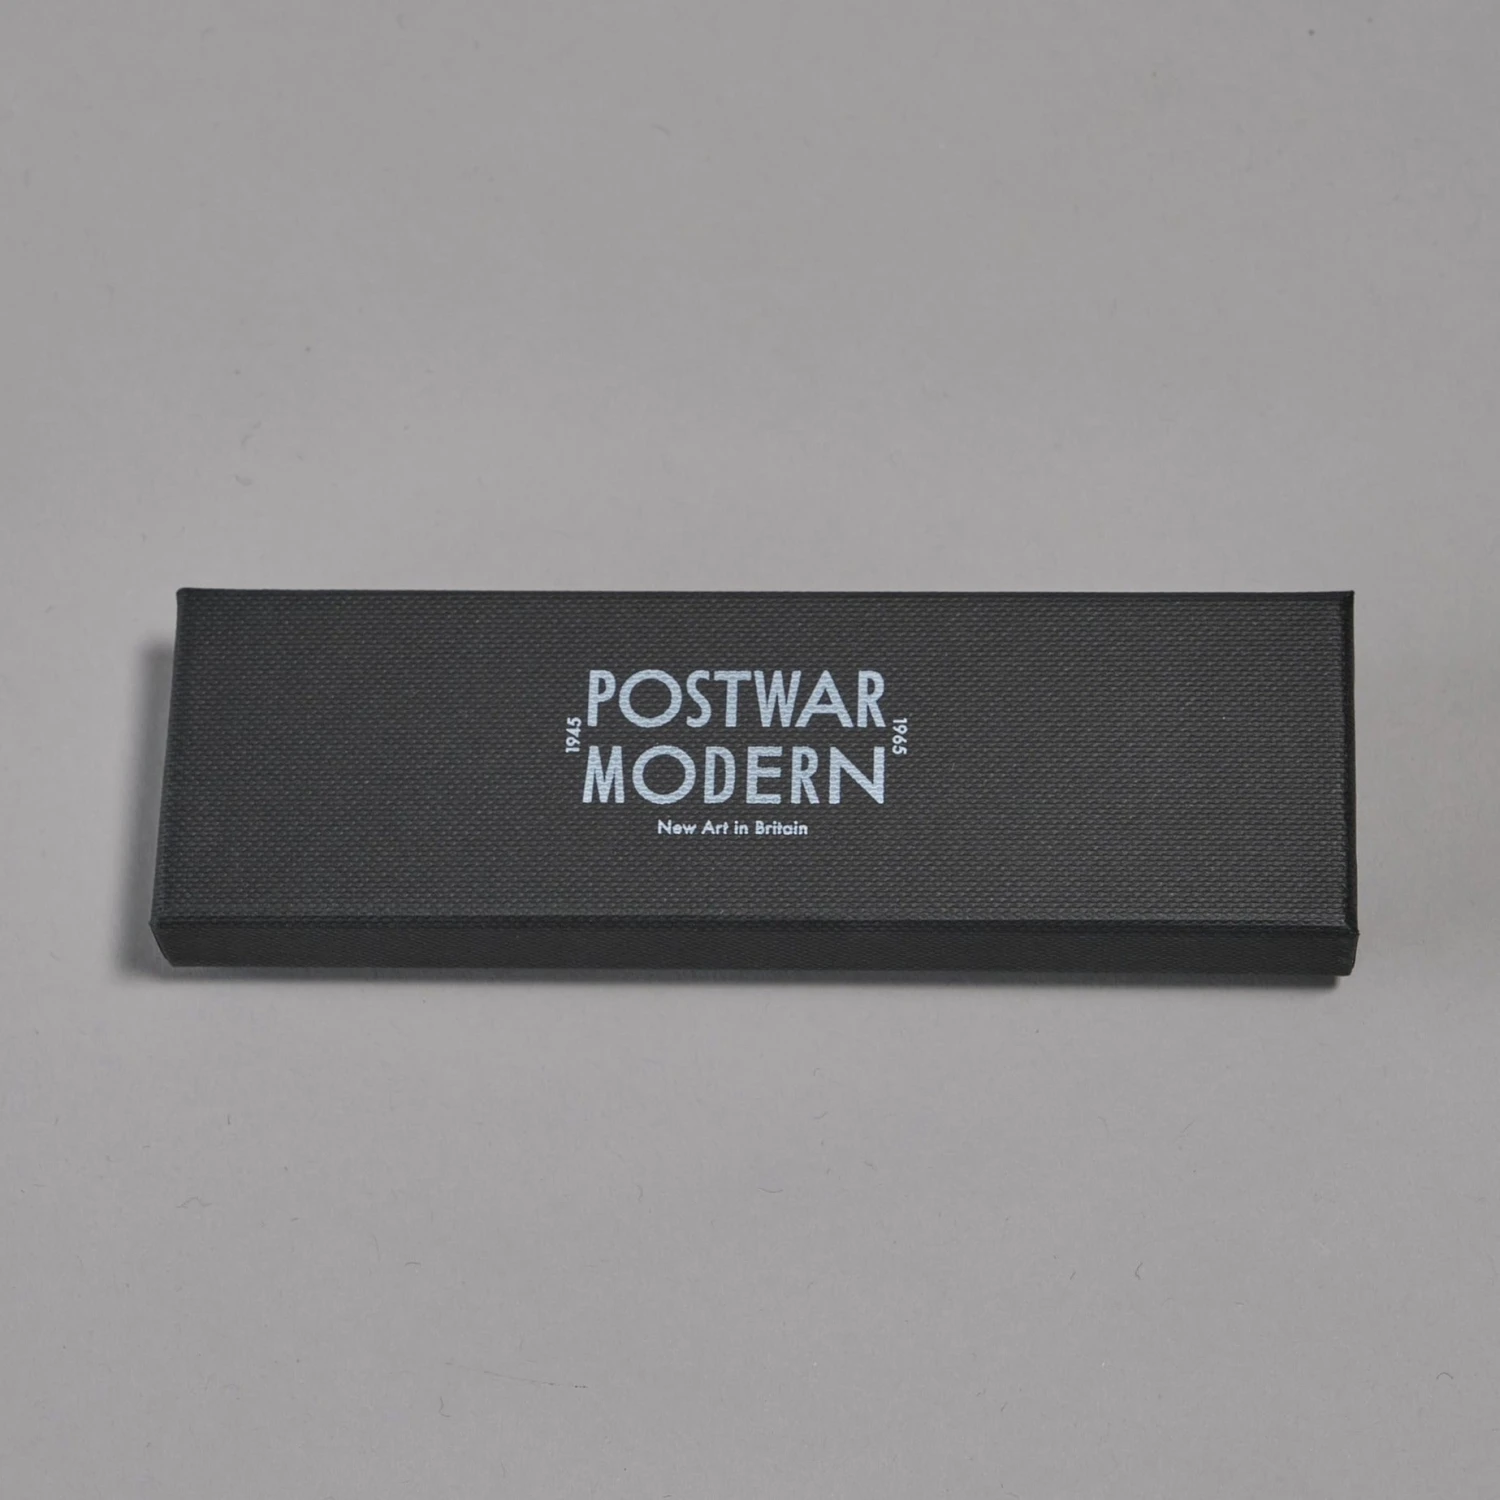 POSTWAR
1945
1965
MODERN
New Art in Britain